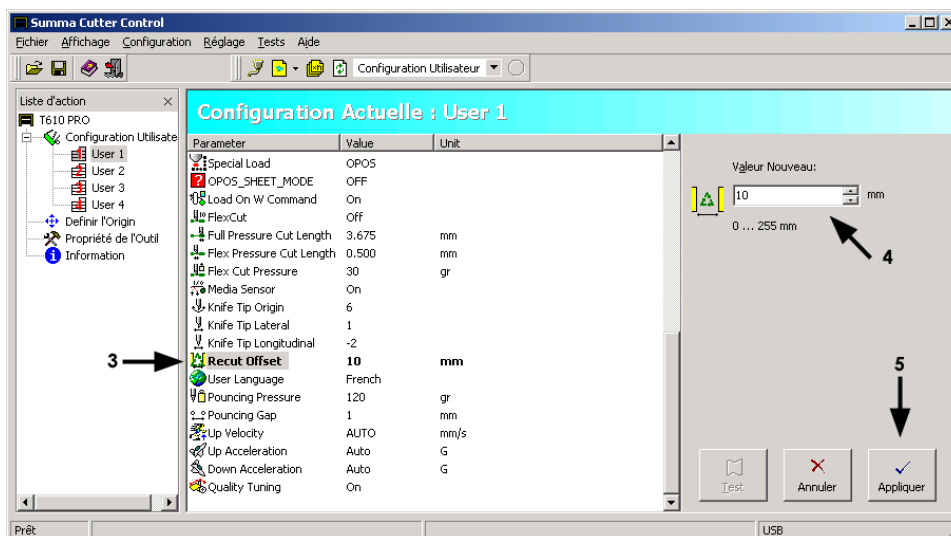 Summa Cutter Control
Fichier Affichage Configuration Réglage Tests Ajde
Configuration Utilisateur
Liste d'action
T610 PRO
Configuration Utilisate
User 1
User 2
User 3
User 4
Definir l'Origin
Propriété de l'Outil
Information
Configuration Actuelle : User 1
Parameter Value Unit
Special Load OPOS
OPOS_SHEET_MODE OFF
Load On W Command On
FlexCut Off
Full Pressure Cut Length 3.675 mm
Flex Pressure Cut Length 0.500 mm
Flex Cut Pressure 30 gr
Media Sensor On
Knife Tip Origin 6
Knife Tip Lateral 1
Knife Tip Longitudinal -2
3 Recut Offset 10 mm
User Language French
Pouncing Pressure 120 gr
Pouncing Gap 1 mm
Up Velocity AUTO mm/s
Up Acceleration Auto G
Down Acceleration Auto G
Quality Tuning On
Valeur Nouveau:
10 mm
0 ... 255 mm
4
5
Test Annuler Appliquer
Prêt USB